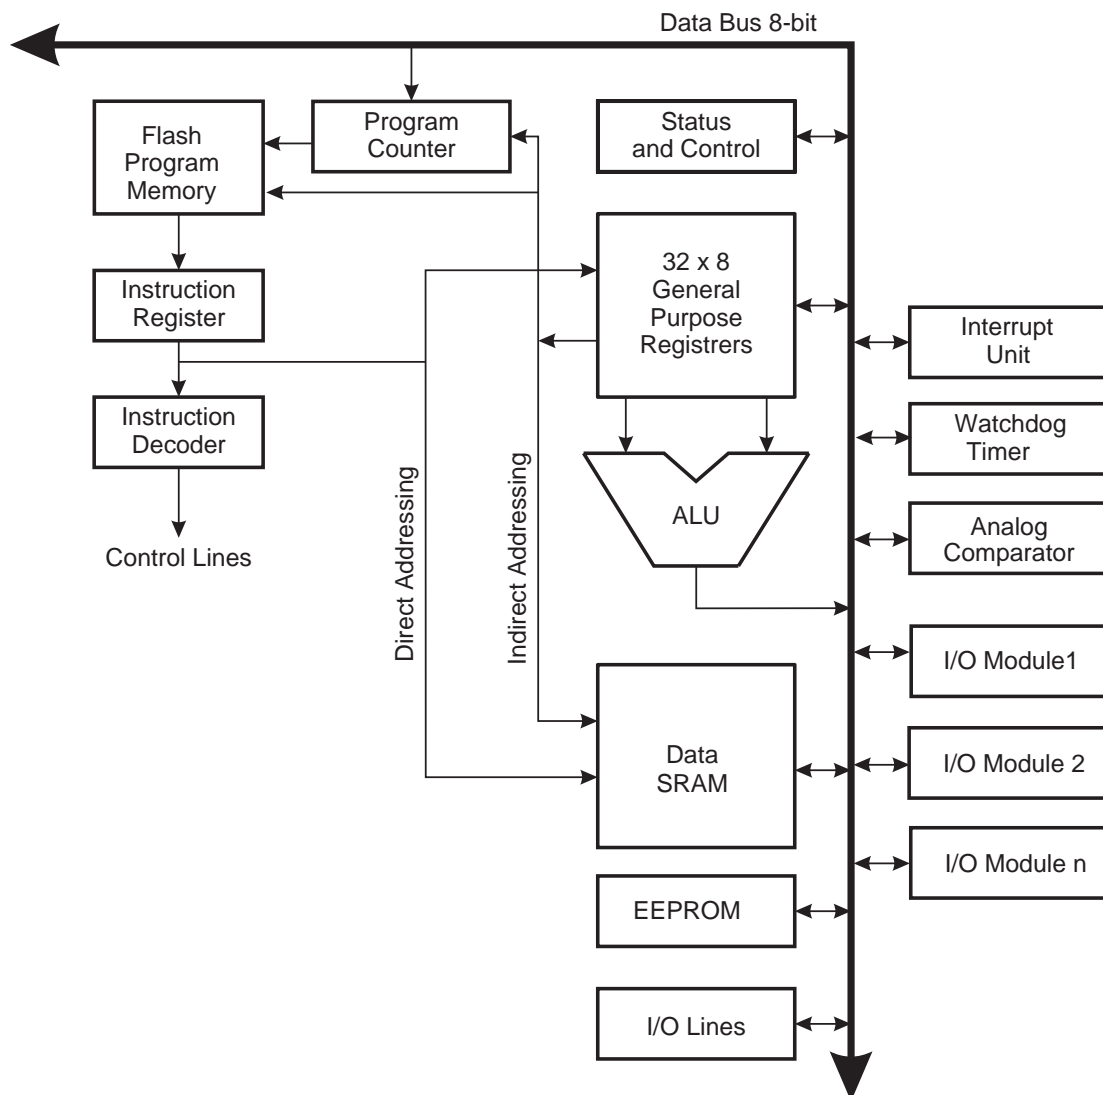 Data Bus 8-bit
Flash
Program
Memory
Program
Counter
Status
and Control
32 x 8
General
Purpose
Registrers
Instruction
Register
Instruction
Decoder
Control Lines
Direct Addressing
Indirect Addressing
ALU
Interrupt
Unit
Watchdog
Timer
Analog
Comparator
I/O Module1
Data
SRAM
I/O Module 2
I/O Module n
EEPROM
I/O Lines